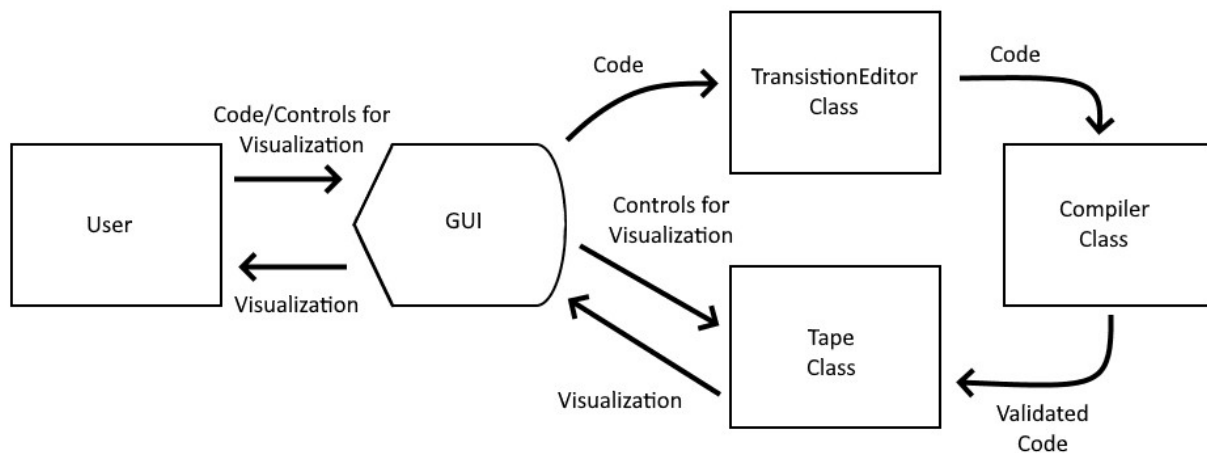 Code
TransistionEditor
Class
Code
Code/Controls for
Visualization
User
GUI
Controls for
Visualization
Compiler
Class
Visualization
Tape
Class
Visualization
Validated
Code